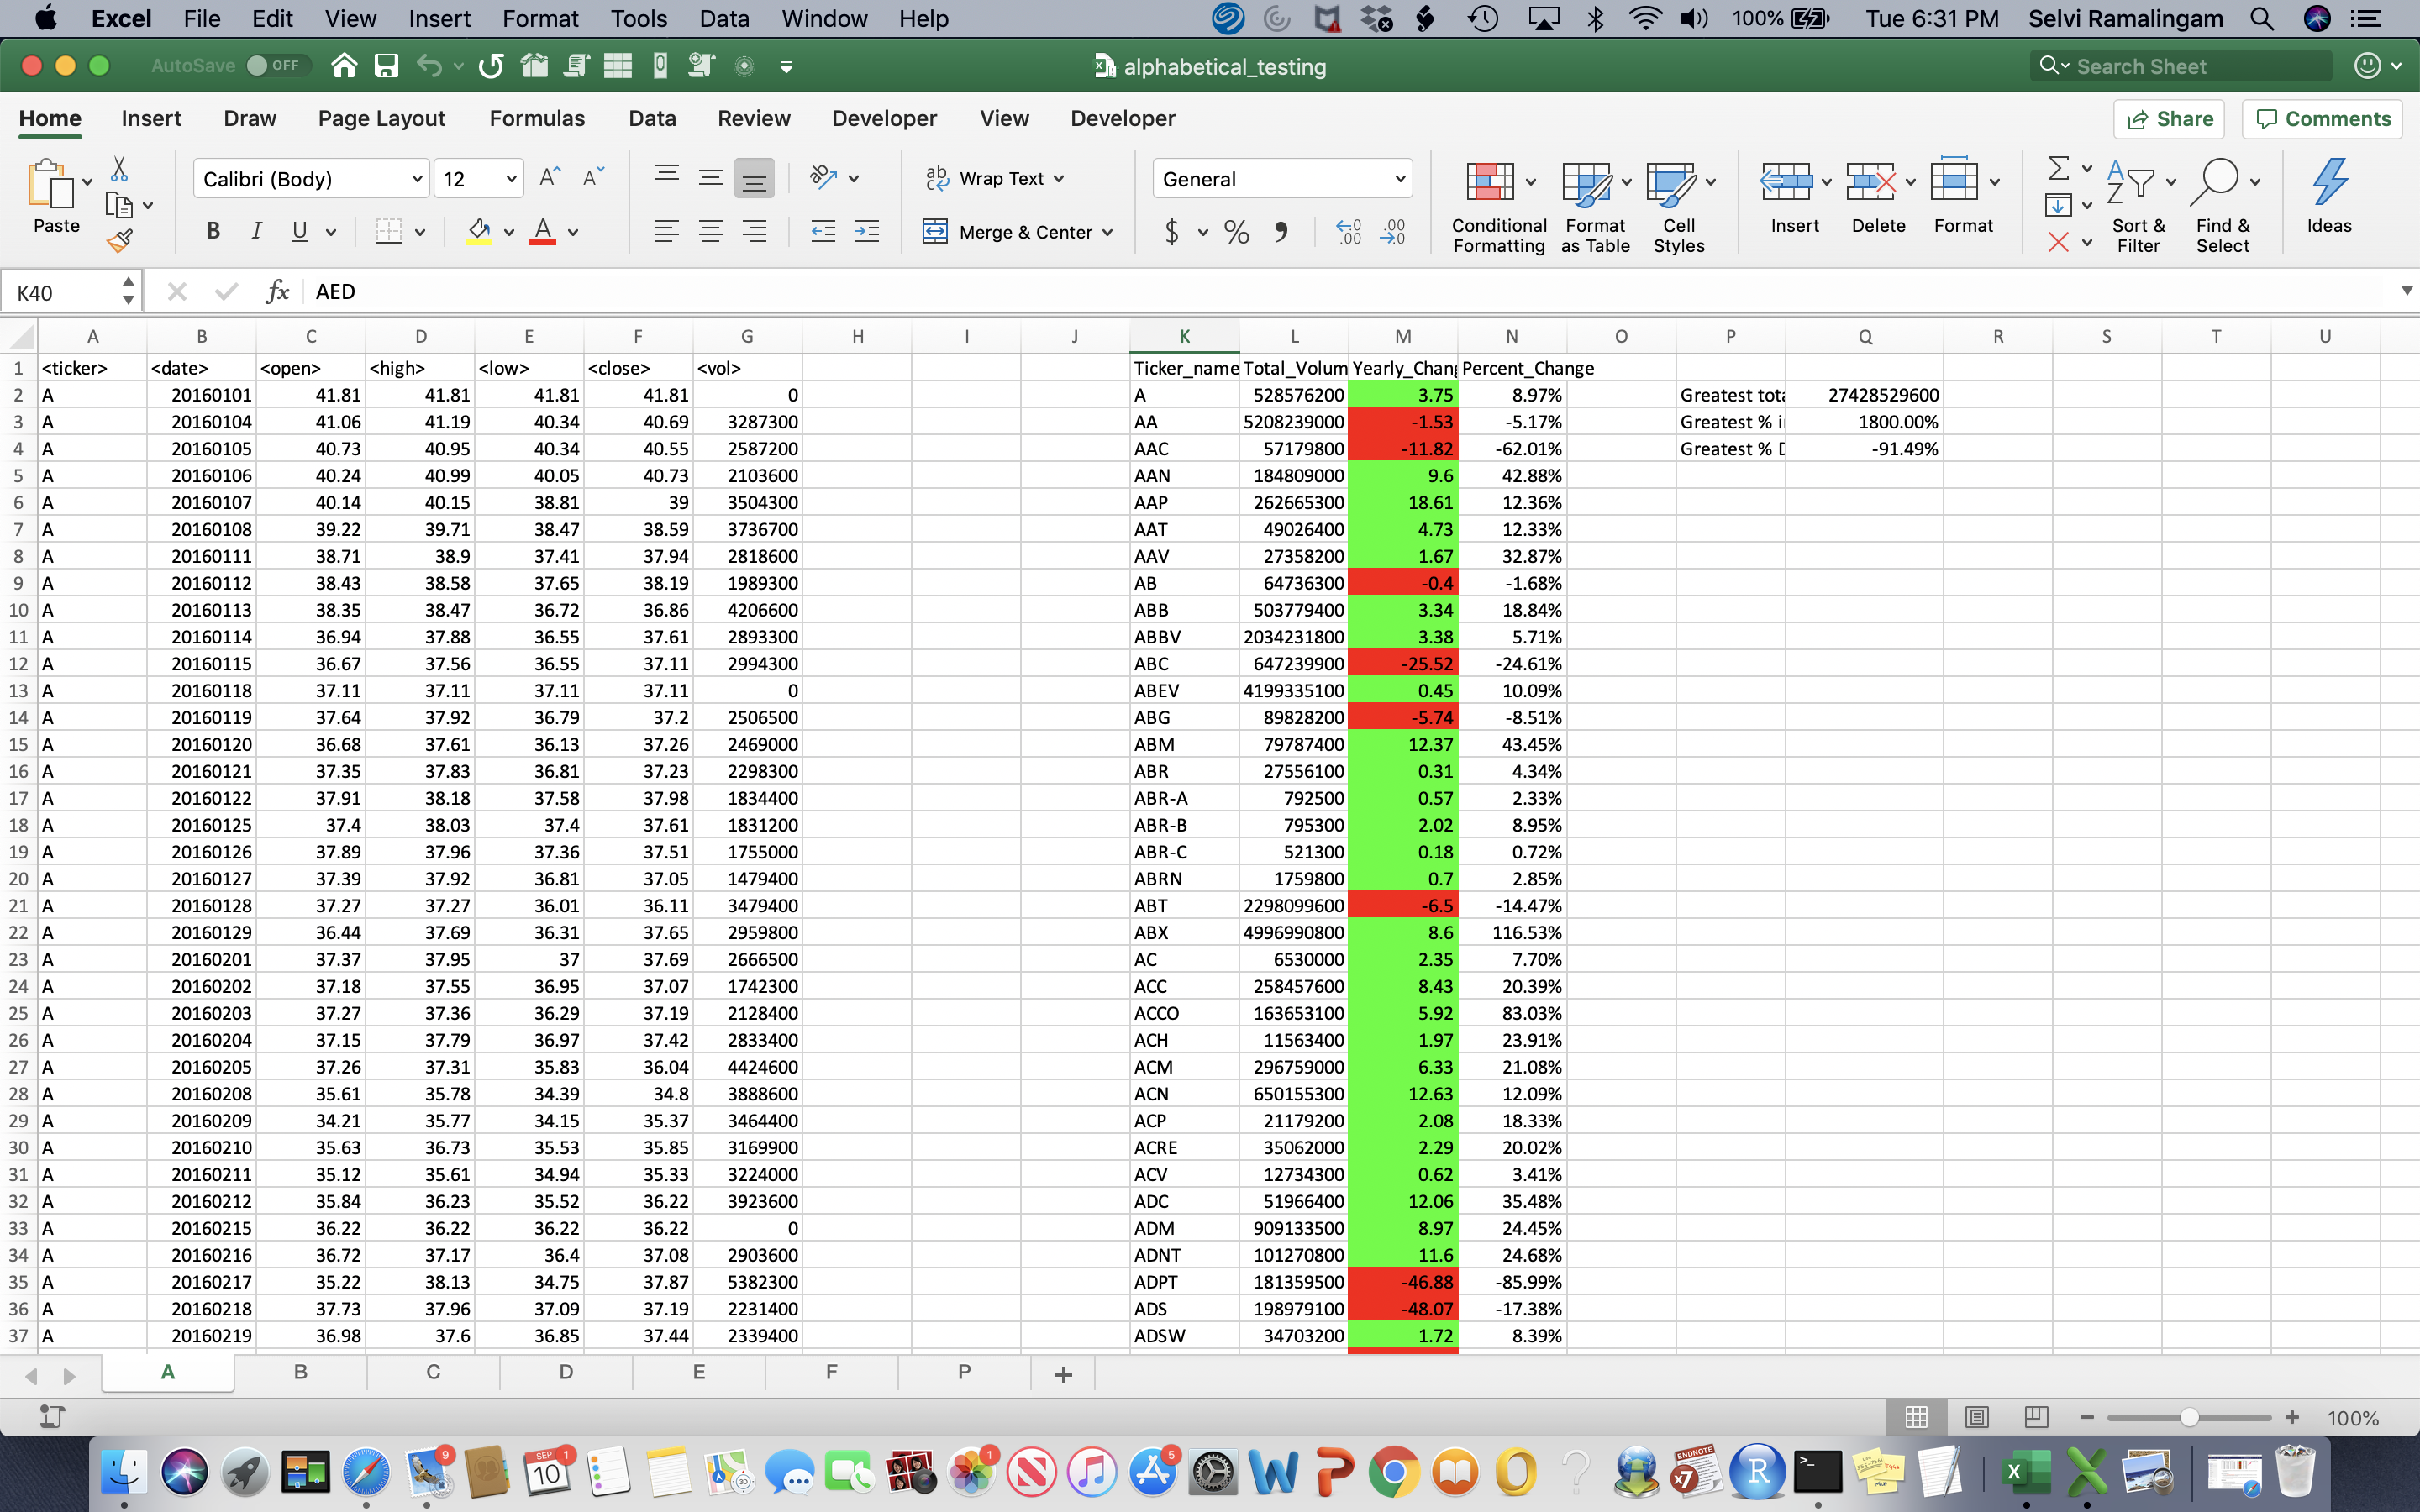 Excel File Edit View Insert Format Tools Data Window Help 100% Tue 6:31 PM Selvi Ramalingam
AutoSave OFF alphabetical_testing Search Sheet
Home Insert Draw Page Layout Formulas Data Review Developer View Developer Share Comments
Paste Calibri (Body) 12 Wrap Text General Conditional Formatting Format as Table Cell Styles Insert Delete Format Sort & Filter Find & Select Ideas
B I U Merge & Center $ %
K40 fx AED
A B C D E F G H I J K L M N O P Q R S T U
1 <ticker> <date> <open> <high> <low> <close> <vol> Ticker_name Total_Volum Yearly_Chang Percent_Change
2 A 20160101 41.81 41.81 41.81 41.81 0 A 528576200 3.75 8.97% Greatest tota 27428529600
3 A 20160104 41.06 41.19 40.34 40.69 3287300 AA 5208239000 -1.53 -5.17% Greatest % i 1800.00%
4 A 20160105 40.73 40.95 40.34 40.55 2587200 AAC 57179800 -11.82 -62.01% Greatest % D -91.49%
5 A 20160106 40.24 40.99 40.05 40.73 2103600 AAN 184809000 9.6 42.88%
6 A 20160107 40.14 40.15 38.81 39 3504300 AAP 262665300 18.61 12.36%
7 A 20160108 39.22 39.71 38.47 38.59 3736700 AAT 49026400 4.73 12.33%
8 A 20160111 38.71 38.9 37.41 37.94 2818600 AAV 27358200 1.67 32.87%
9 A 20160112 38.43 38.58 37.65 38.19 1989300 AB 64736300 -0.4 -1.68%
10 A 20160113 38.35 38.47 36.72 36.86 4206600 ABB 503779400 3.34 18.84%
11 A 20160114 36.94 37.88 36.55 37.61 2893300 ABBV 2034231800 3.38 5.71%
12 A 20160115 36.67 37.56 36.55 37.11 2994300 ABC 647239900 -25.52 -24.61%
13 A 20160118 37.11 37.11 37.11 37.11 0 ABEV 4199335100 0.45 10.09%
14 A 20160119 37.64 37.92 36.79 37.2 2506500 ABG 89828200 -5.74 -8.51%
15 A 20160120 36.68 37.61 36.13 37.26 2469000 ABM 79787400 12.37 43.45%
16 A 20160121 37.35 37.83 36.81 37.23 2298300 ABR 27556100 0.31 4.34%
17 A 20160122 37.91 38.18 37.58 37.98 1834400 ABR-A 792500 0.57 2.33%
18 A 20160125 37.4 38.03 37.4 37.61 1831200 ABR-B 795300 2.02 8.95%
19 A 20160126 37.89 37.96 37.36 37.51 1755000 ABR-C 521300 0.18 0.72%
20 A 20160127 37.39 37.92 36.81 37.05 1479400 ABRN 1759800 0.7 2.85%
21 A 20160128 37.27 37.27 36.01 36.11 3479400 ABT 2298099600 -6.5 -14.47%
22 A 20160129 36.44 37.69 36.31 37.65 2959800 ABX 4996990800 8.6 116.53%
23 A 20160201 37.37 37.95 37 37.69 2666500 AC 6530000 2.35 7.70%
24 A 20160202 37.18 37.55 36.95 37.07 1742300 ACC 258457600 8.43 20.39%
25 A 20160203 37.27 37.36 36.29 37.19 2128400 ACCO 163653100 5.92 83.03%
26 A 20160204 37.15 37.79 36.97 37.42 2833400 ACH 11563400 1.97 23.91%
27 A 20160205 37.26 37.31 35.83 36.04 4424600 ACM 296759000 6.33 21.08%
28 A 20160208 35.61 35.78 34.39 34.8 3888600 ACN 650155300 12.63 12.09%
29 A 20160209 34.21 35.77 34.15 35.37 3464400 ACP 21179200 2.08 18.33%
30 A 20160210 35.63 36.73 35.53 35.85 3169900 ACRE 35062000 2.29 20.02%
31 A 20160211 35.12 35.61 34.94 35.33 3224000 ACV 12734300 0.62 3.41%
32 A 20160212 35.84 36.23 35.52 36.22 3923600 ADC 51966400 12.06 35.48%
33 A 20160215 36.22 36.22 36.22 36.22 0 ADM 909133500 8.97 24.45%
34 A 20160216 36.72 37.17 36.4 37.08 2903600 ADNT 101270800 11.6 24.68%
35 A 20160217 35.22 38.13 34.75 37.87 5382300 ADPT 181359500 -46.88 -85.99%
36 A 20160218 37.73 37.96 37.09 37.19 2231400 ADS 198979100 -48.07 -17.38%
37 A 20160219 36.98 37.6 36.85 37.44 2339400 ADSW 34703200 1.72 8.39%
A B C D E F P +
100%
9 SEP 10 1 1 5 ENDNOTE X7 R